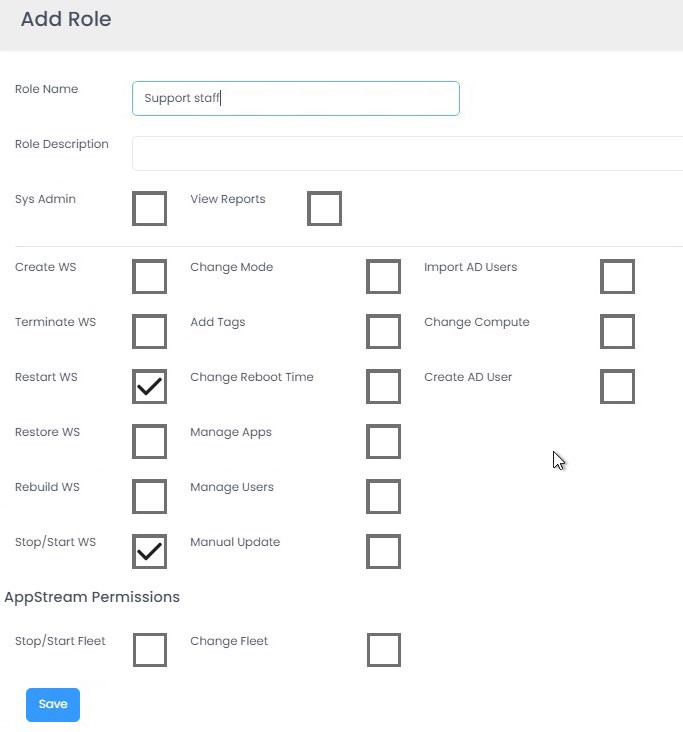 Add Role
Role Name
Support staff
Role Description
Sys Admin View Reports
Create WS Change Mode Import AD Users
Terminate WS Add Tags Change Compute
Restart WS Change Reboot Time Create AD User
Restore WS Manage Apps
Rebuild WS Manage Users
Stop/Start WS Manual Update
AppStream Permissions
Stop/Start Fleet Change Fleet
Save